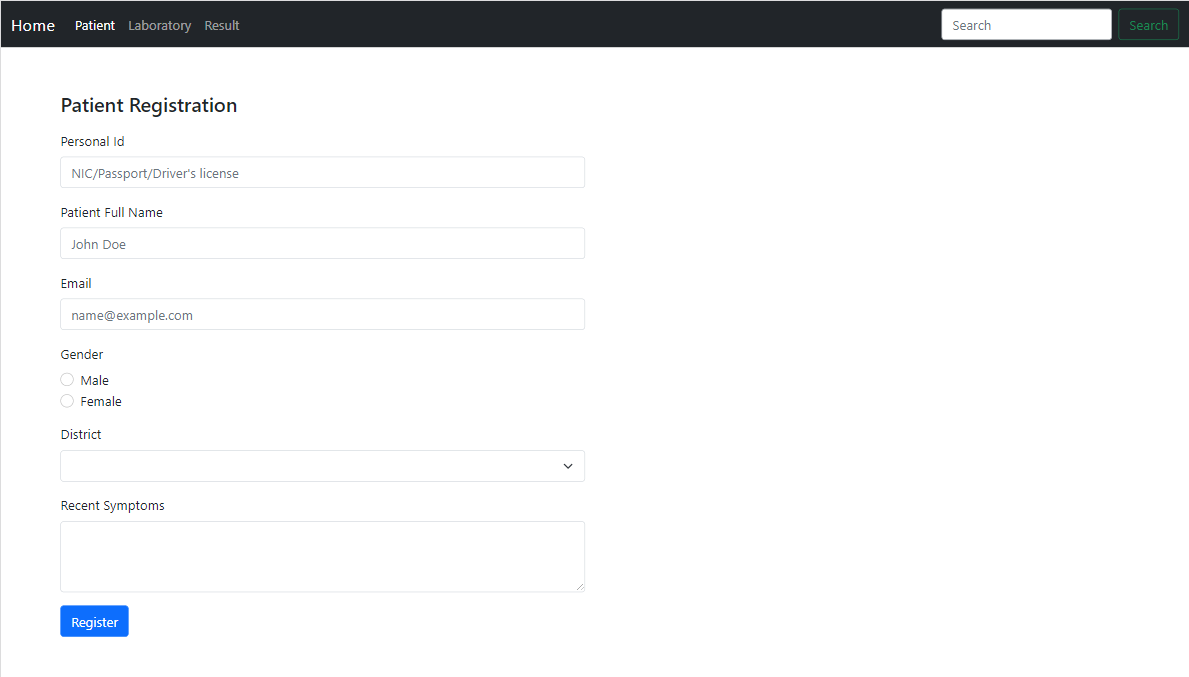 Home Patient Laboratory Result Search Search
Patient Registration
Personal Id
NIC/Passport/Driver's license
Patient Full Name
John Doe
Email
name@example.com
Gender
Male
Female
District
Recent Symptoms
Register